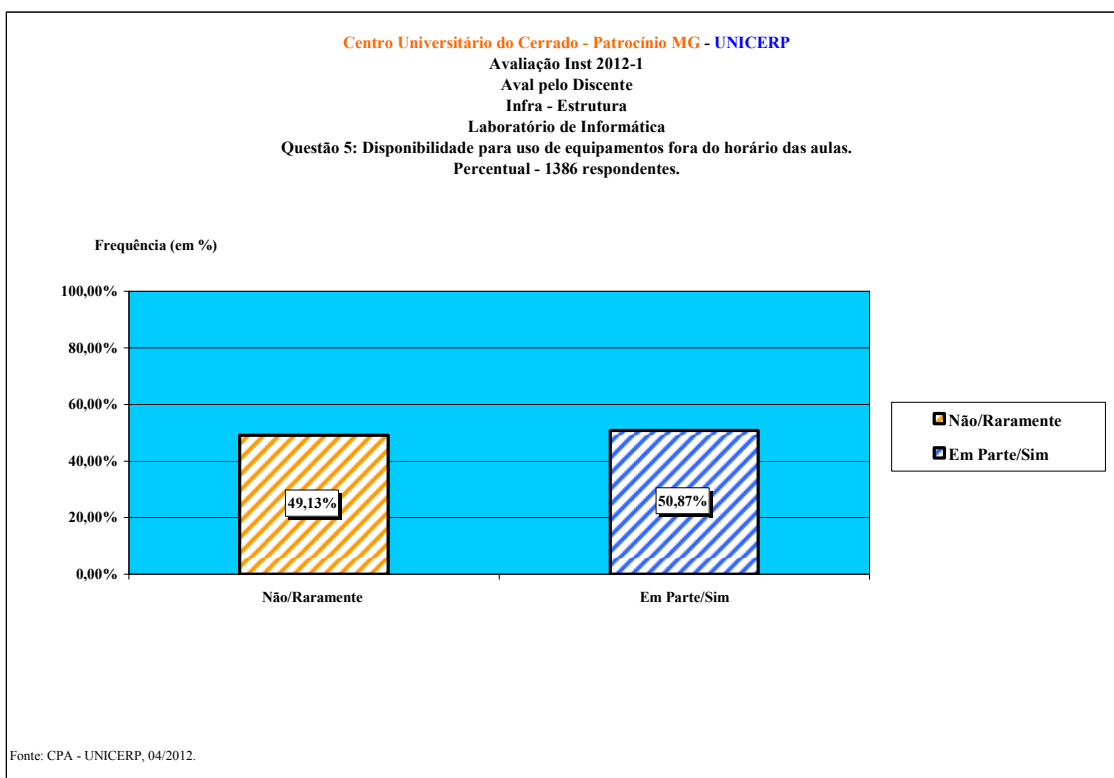 Centro Universitário do Cerrado - Patrocínio MG - UNICERP
Avaliação Inst 2012-1
Aval pelo Discente
Infra - Estrutura
Laboratório de Informática
Questão 5: Disponibilidade para uso de equipamentos fora do horário das aulas.
Percentual - 1386 respondentes.
Frequência (em %)
100,00%
80,00%
60,00%
40,00%
20,00%
0,00%
49,13%
50,87%
Não/Raramente
Em Parte/Sim
Não/Raramente
Em Parte/Sim
Fonte: CPA - UNICERP, 04/2012.